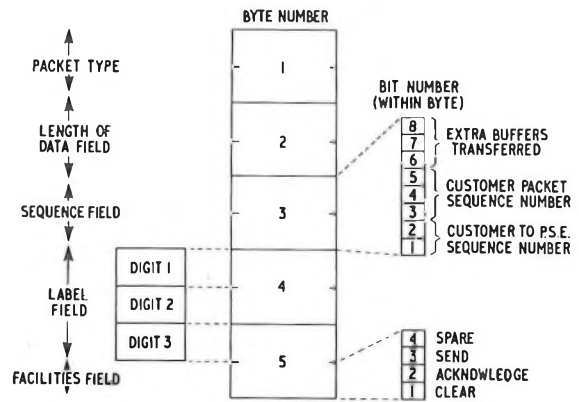 BYTE NUMBER
PACKET TYPE
1
LENGTH OF
DATA FIELD
2
SEQUENCE FIELD
3
LABEL
FIELD
DIGIT 1
DIGIT 2
DIGIT 3
4
FACILITIES FIELD
5
BIT NUMBER
(WITHIN BYTE)
8
7
6
5
4
3
2
1
EXTRA BUFFERS
TRANSFERRED
CUSTOMER PACKET
SEQUENCE NUMBER
CUSTOMER TO P.S.E.
SEQUENCE NUMBER
4 SPARE
3 SEND
2 ACKNOWLEDGE
1 CLEAR